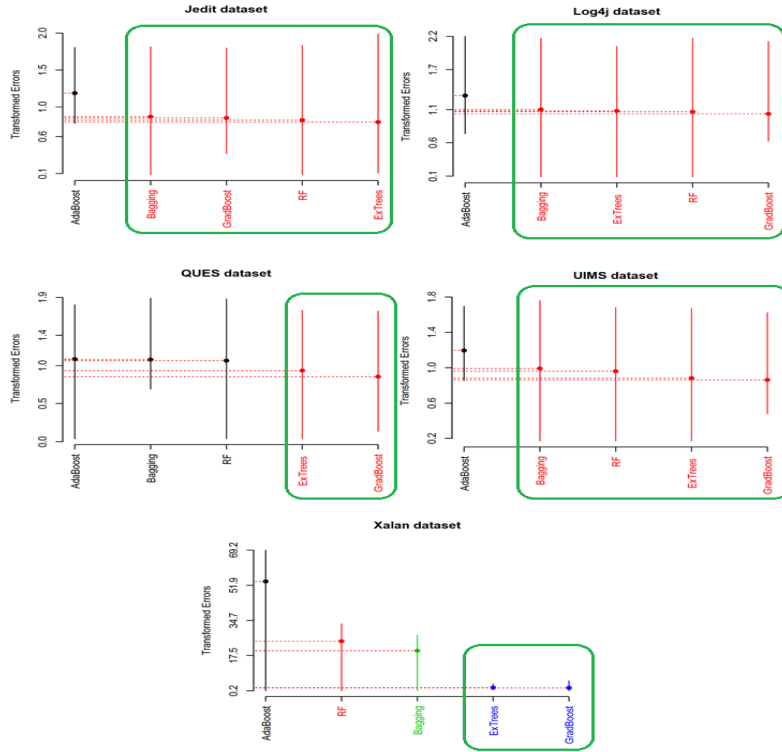 Jedit dataset
Transformed Errors
2.0
1.5
1.0
0.6
0.1
AdaBoost
Bagging
GradBoost
RF
ExTrees
Log4j dataset
Transformed Errors
2.2
1.7
1.1
0.6
0.1
AdaBoost
Bagging
ExTrees
RF
GradBoost
QUES dataset
Transformed Errors
1.9
1.4
1.0
0.5
0.0
AdaBoost
Bagging
RF
ExTrees
GradBoost
UIMS dataset
Transformed Errors
1.8
1.4
1.0
0.6
0.2
AdaBoost
Bagging
RF
ExTrees
GradBoost
Xalan dataset
Transformed Errors
69.2
51.9
34.7
17.5
0.2
AdaBoost
RF
Bagging
ExTrees
GradBoost